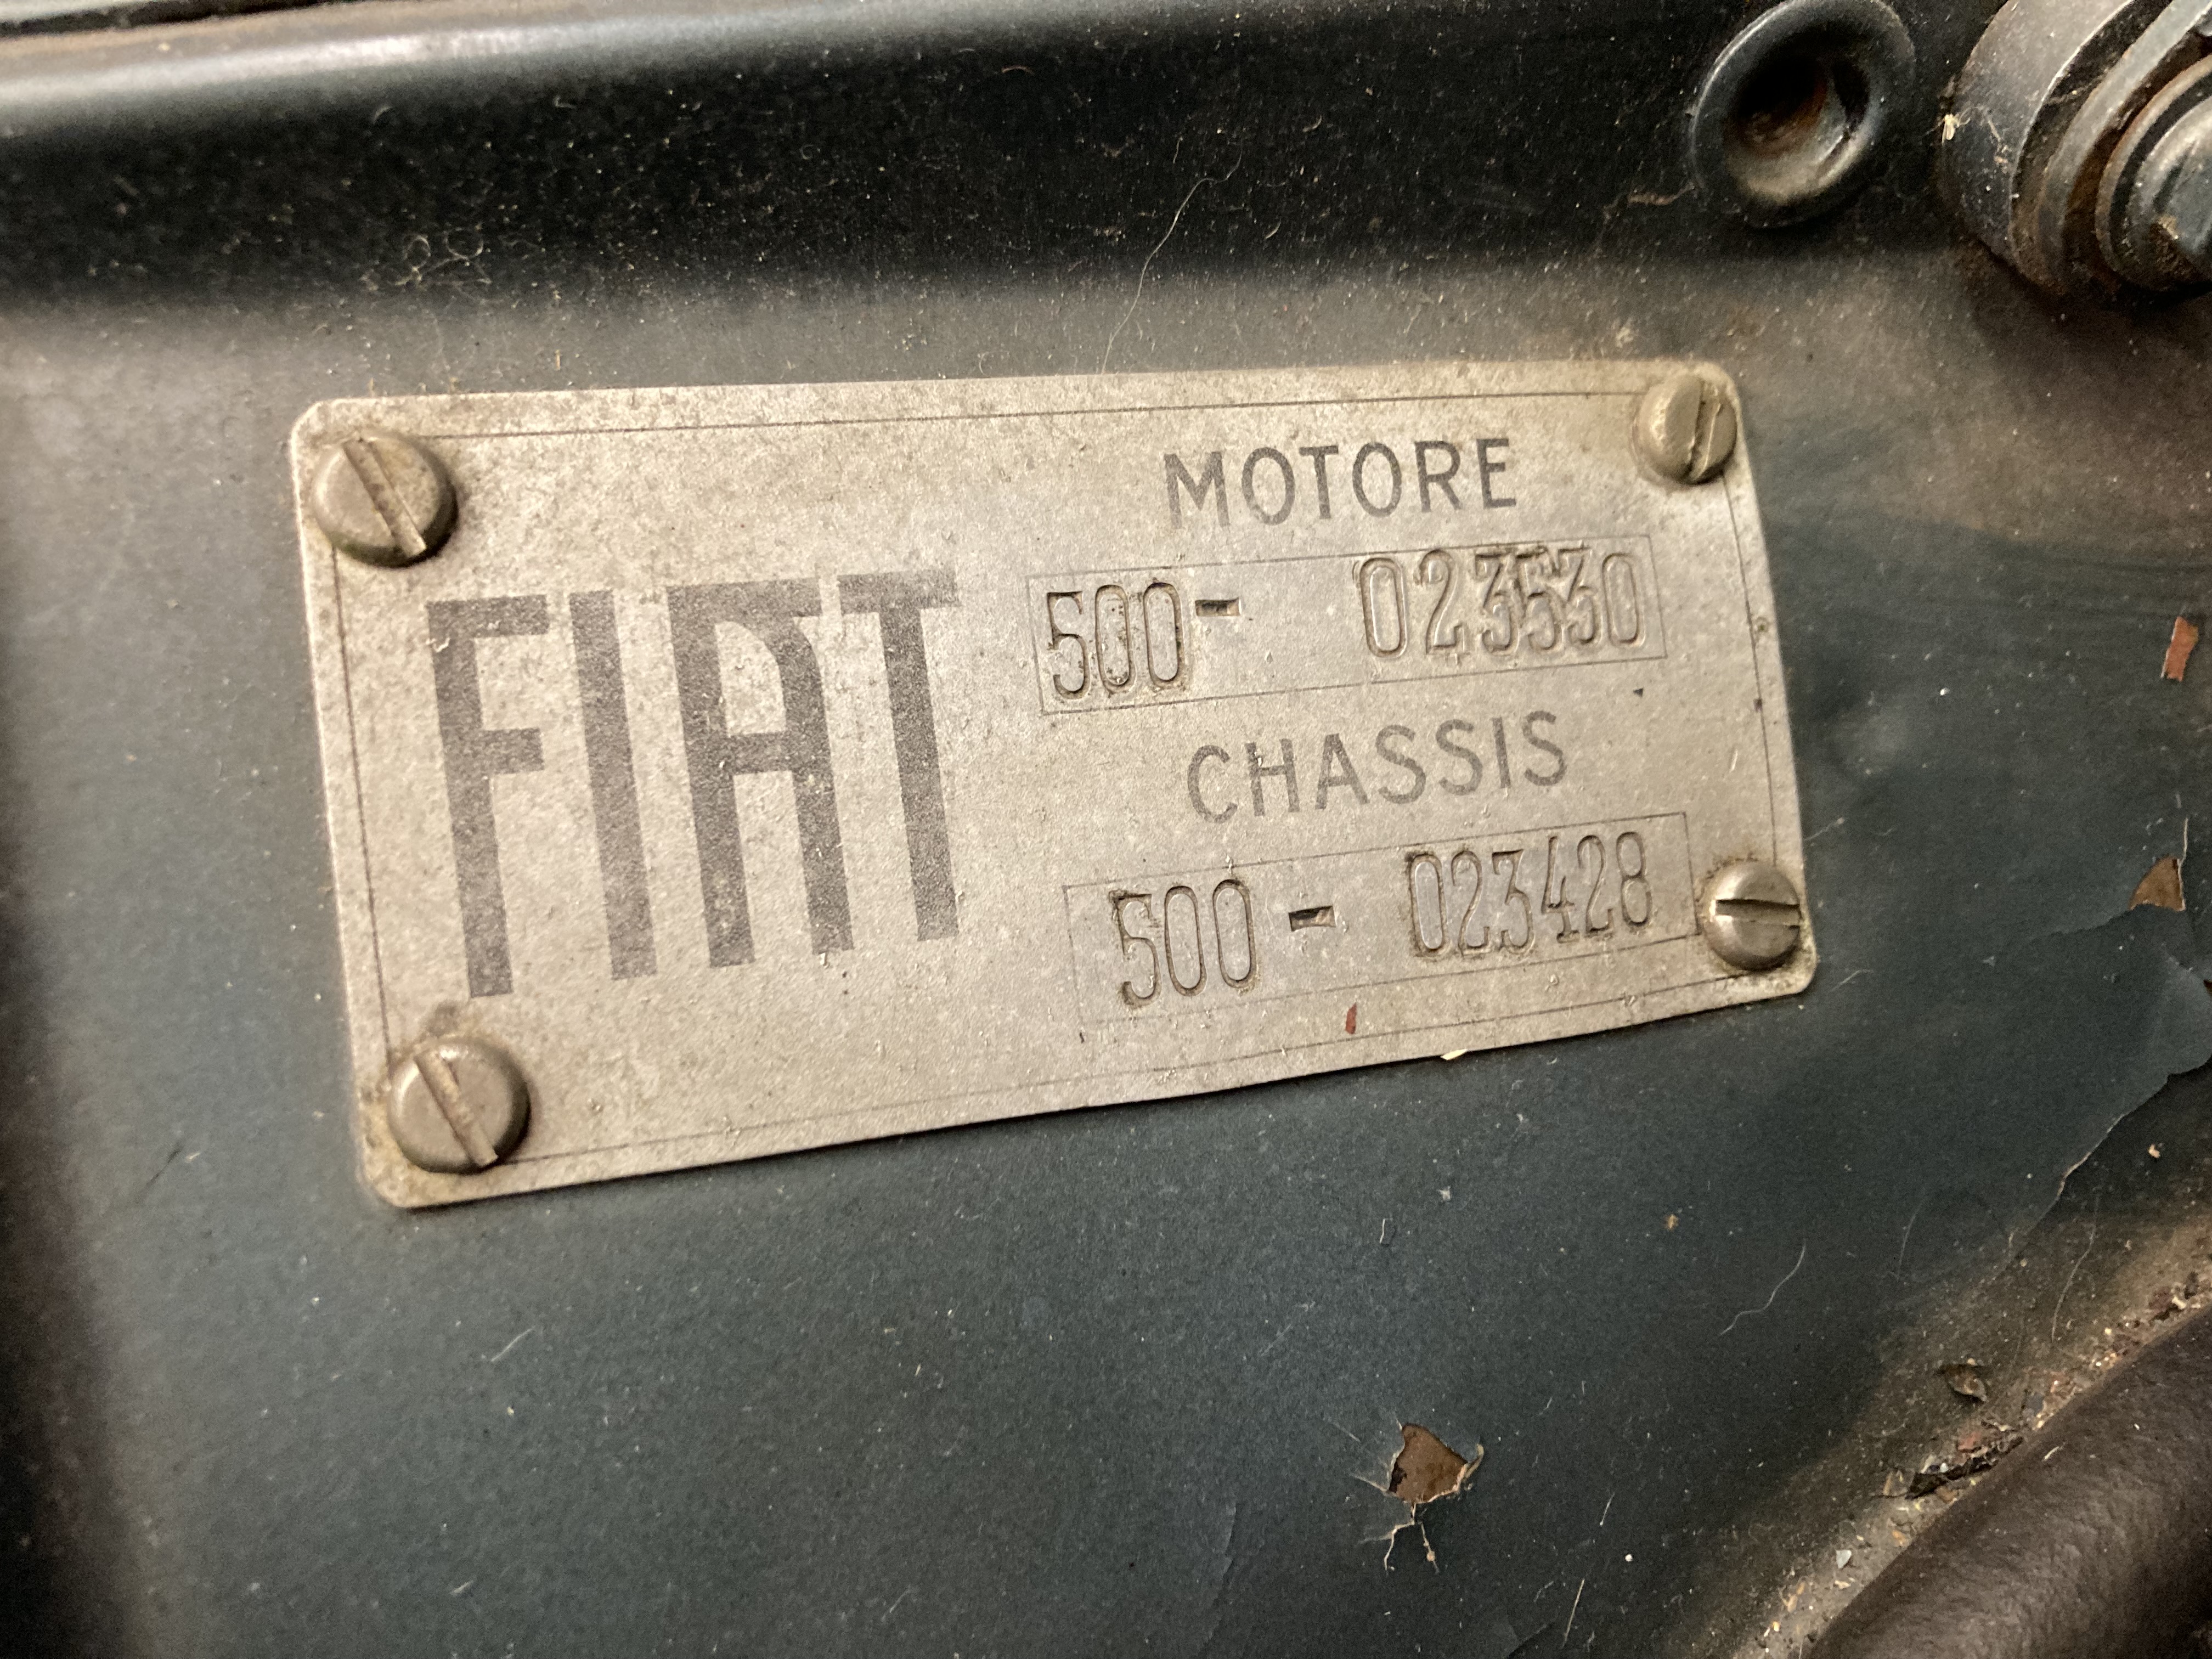 FIAT
MOTORE
500- 023530
CHASSIS
500 - 023428